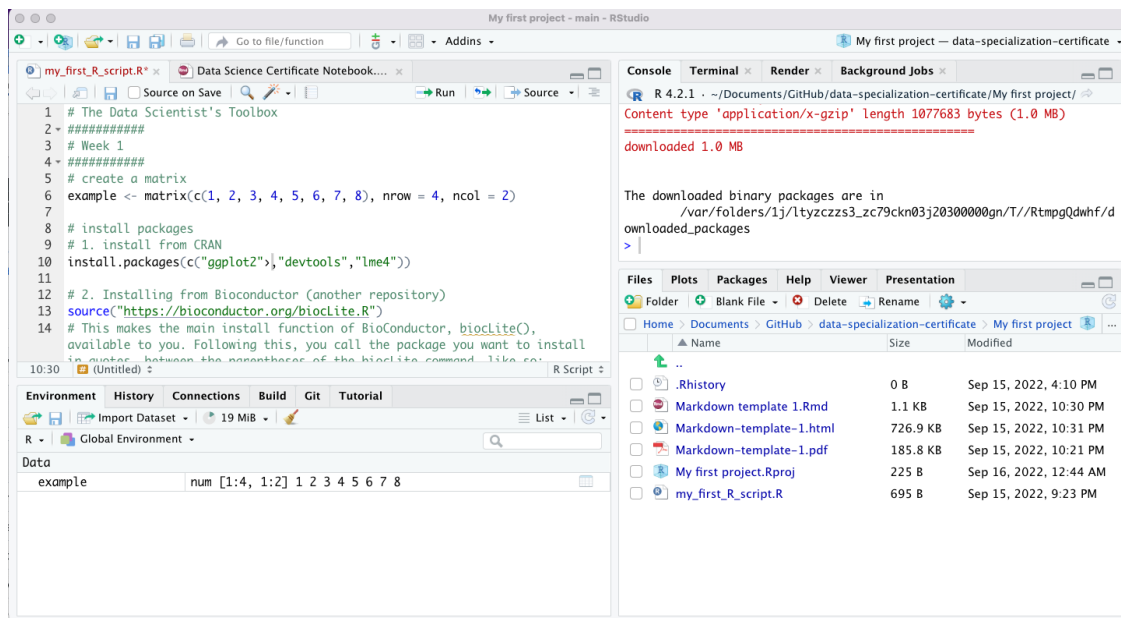 My first project - main - RStudio
Go to file/function
Addins
My first project — data-specialization-certificate
my_first_R_script.R*
Data Science Certificate Notebook....
Source on Save
Run
Source
1 # The Data Scientist's Toolbox
2 ###########
3 # Week 1
4 ###########
5 # create a matrix
6 example <- matrix(c(1, 2, 3, 4, 5, 6, 7, 8), nrow = 4, ncol = 2)
7
8 # install packages
9 # 1. install from CRAN
10 install.packages(c("ggplot2">,"devtools","lme4"))
11
12 # 2. Installing from Bioconductor (another repository)
13 source("https://bioconductor.org/biocLite.R")
14 # This makes the main install function of BioConductor, biocLite(),
available to you. Following this, you call the package you want to install
in quotes, between the parentheses of the biocLite command, like so:
10:30 (Untitled) R Script
Environment History Connections Build Git Tutorial
Import Dataset 19 MiB List
R Global Environment
Data
example num [1:4, 1:2] 1 2 3 4 5 6 7 8
Console Terminal Render Background Jobs
R 4.2.1 · ~/Documents/GitHub/data-specialization-certificate/My first project/
Content type 'application/x-gzip' length 1077683 bytes (1.0 MB)
==================================================
downloaded 1.0 MB
The downloaded binary packages are in
/var/folders/1j/ltyzczzs3_zc79ckn03j20300000gn/T//RtmpgQdwhf/d
ownloaded_packages
>
Files Plots Packages Help Viewer Presentation
Folder Blank File Delete Rename
Home > Documents > GitHub > data-specialization-certificate > My first project ...
Name Size Modified
..
.Rhistory 0 B Sep 15, 2022, 4:10 PM
Markdown template 1.Rmd 1.1 KB Sep 15, 2022, 10:30 PM
Markdown-template-1.html 726.9 KB Sep 15, 2022, 10:31 PM
Markdown-template-1.pdf 185.8 KB Sep 15, 2022, 10:21 PM
My first project.Rproj 225 B Sep 16, 2022, 12:44 AM
my_first_R_script.R 695 B Sep 15, 2022, 9:23 PM